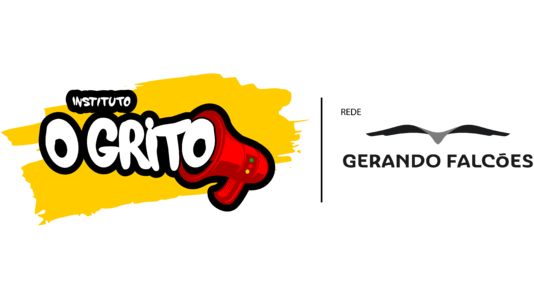 INSTITUTO
O GRITO
REDE
GERANDO FALCÕES